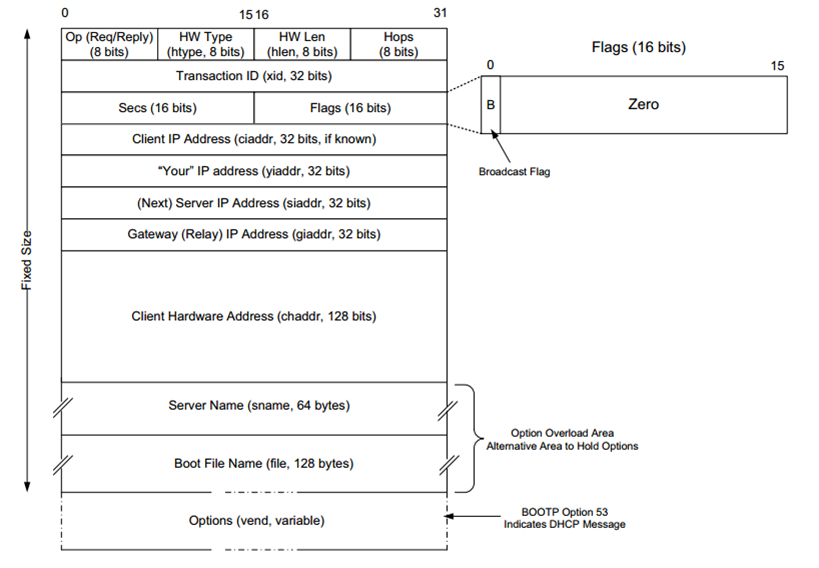 0 15 16 31
Op (Req/Reply) HW Type HW Len Hops
(8 bits) (htype, 8 bits) (hlen, 8 bits) (8 bits)
Transaction ID (xid, 32 bits)
Secs (16 bits) Flags (16 bits)
Client IP Address (ciaddr, 32 bits, if known)
“Your” IP address (yiaddr, 32 bits)
(Next) Server IP Address (siaddr, 32 bits)
Gateway (Relay) IP Address (giaddr, 32 bits)
Client Hardware Address (chaddr, 128 bits)
Server Name (sname, 64 bytes)
Boot File Name (file, 128 bytes)
Options (vend, variable)
Fixed Size
Flags (16 bits)
0 15
B Zero
Broadcast Flag
Option Overload Area
Alternative Area to Hold Options
BOOTP Option 53
Indicates DHCP Message